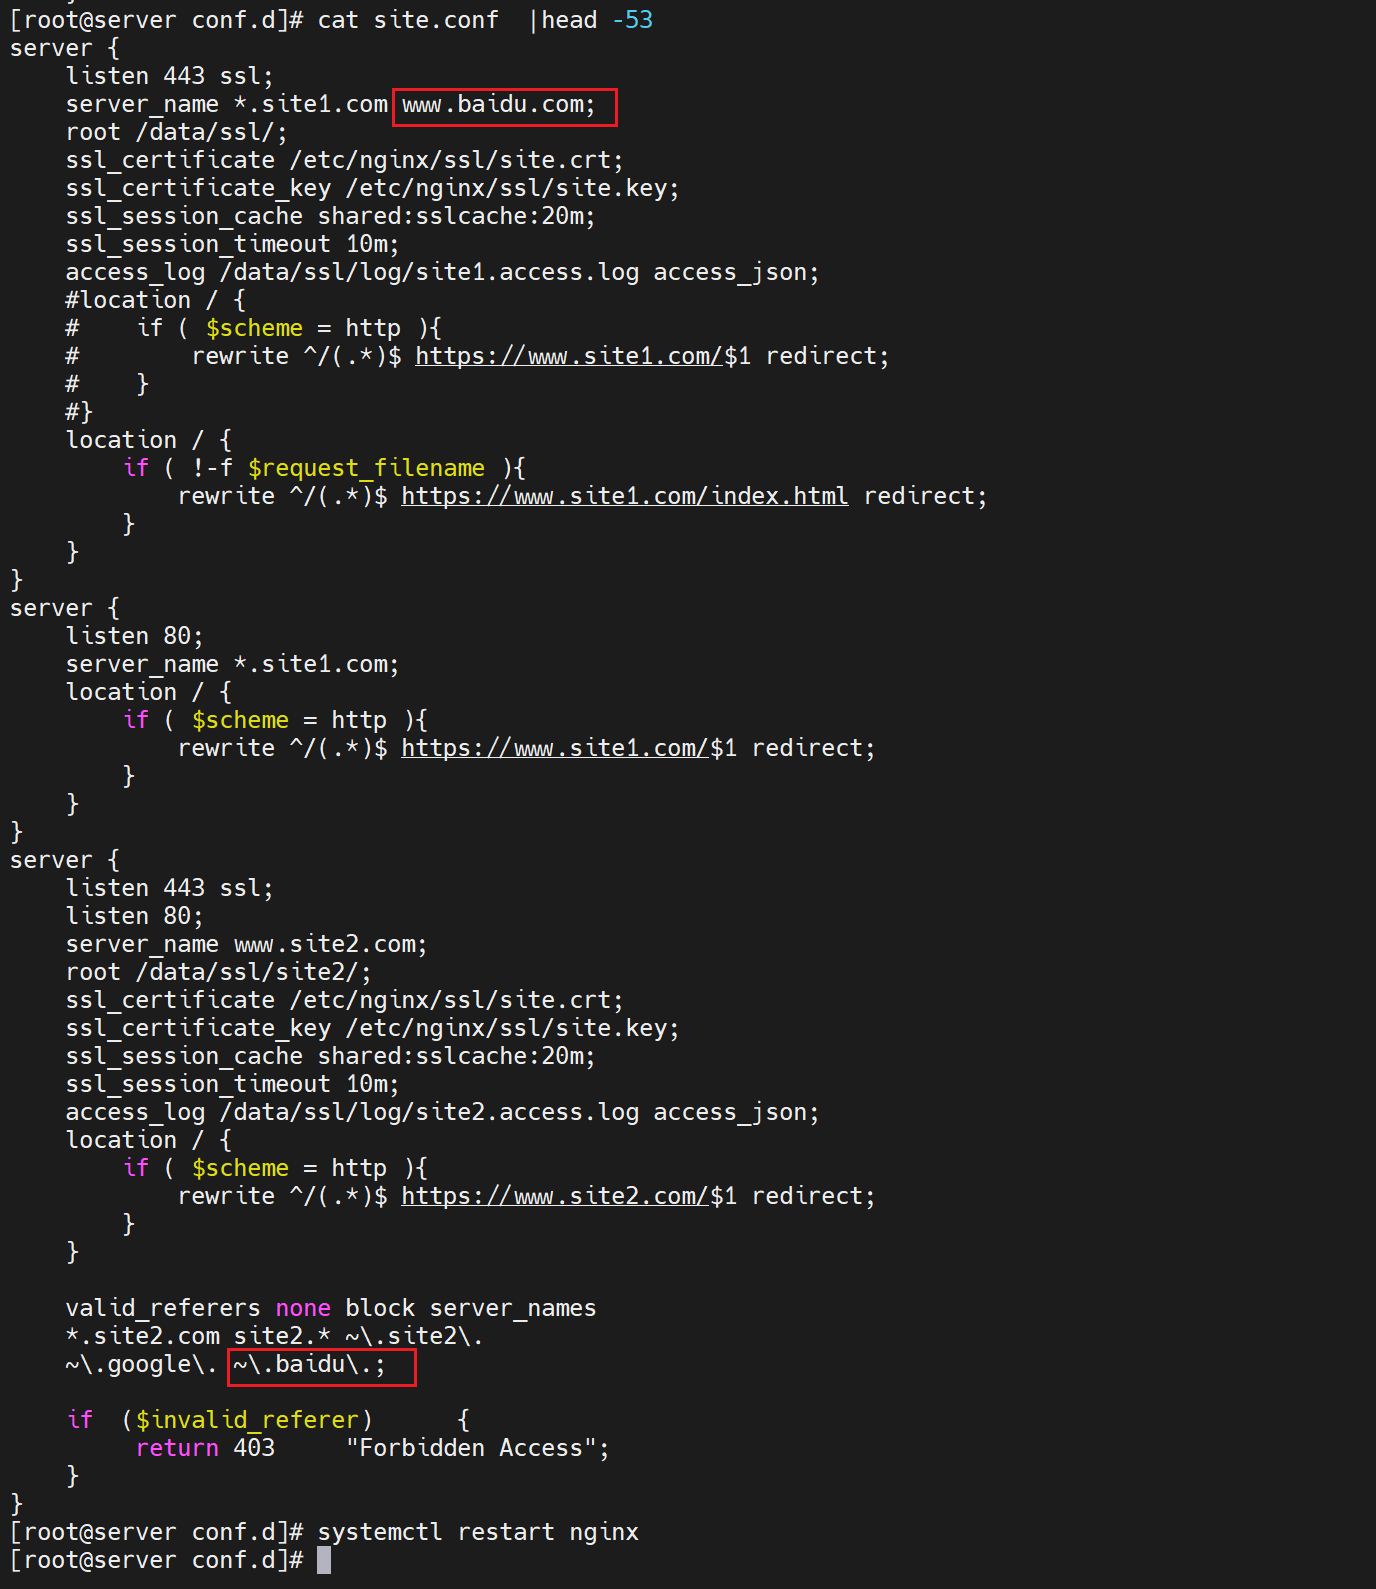 [root@server conf.d]# cat site.conf  |head -53
server {
    listen 443 ssl;
    server_name *.site1.com www.baidu.com;
    root /data/ssl/;
    ssl_certificate /etc/nginx/ssl/site.crt;
    ssl_certificate_key /etc/nginx/ssl/site.key;
    ssl_session_cache shared:sslcache:20m;
    ssl_session_timeout 10m;
    access_log /data/ssl/log/site1.access.log access_json;
    #location / {
    #    if ( $scheme = http ){
    #        rewrite ^/(.*)$ https://www.site1.com/$1 redirect;
    #    }
    #}
    location / {
        if ( !-f $request_filename ){
            rewrite ^/(.*)$ https://www.site1.com/index.html redirect;
        }
    }
}
server {
    listen 80;
    server_name *.site1.com;
    location / {
        if ( $scheme = http ){
            rewrite ^/(.*)$ https://www.site1.com/$1 redirect;
        }
    }
}
server {
    listen 443 ssl;
    listen 80;
    server_name www.site2.com;
    root /data/ssl/site2/;
    ssl_certificate /etc/nginx/ssl/site.crt;
    ssl_certificate_key /etc/nginx/ssl/site.key;
    ssl_session_cache shared:sslcache:20m;
    ssl_session_timeout 10m;
    access_log /data/ssl/log/site2.access.log access_json;
    location / {
        if ( $scheme = http ){
            rewrite ^/(.*)$ https://www.site2.com/$1 redirect;
        }
    }

    valid_referers none block server_names
    *.site2.com site2.* ~\.site2\.
    ~\.google\. ~\.baidu\.;

    if  ($invalid_referer)      {
         return 403     "Forbidden Access";
    }
}
[root@server conf.d]# systemctl restart nginx
[root@server conf.d]#